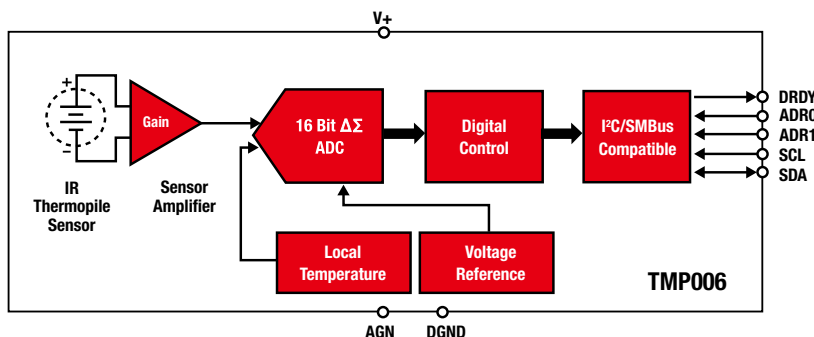 V+
+
−
Gain
IR
Thermopile
Sensor
Sensor
Amplifier
16 Bit ΔΣ
ADC
Digital
Control
I²C/SMBus
Compatible
DRDY
ADR0
ADR1
SCL
SDA
Local
Temperature
Voltage
Reference
TMP006
AGN
DGND